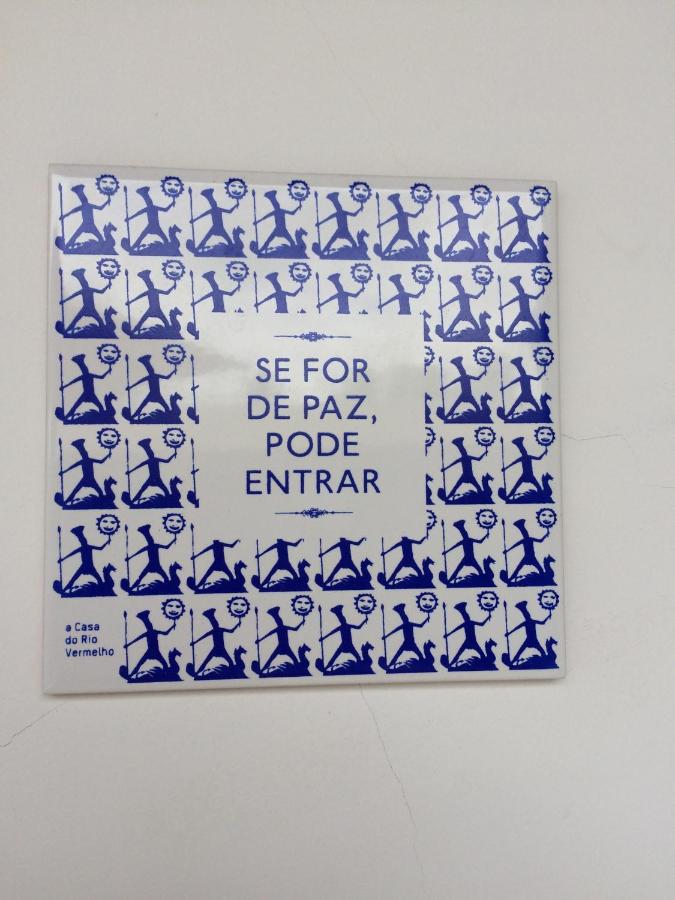 SE FOR
DE PAZ,
PODE
ENTRAR
a Casa
do Rio
Vermelho